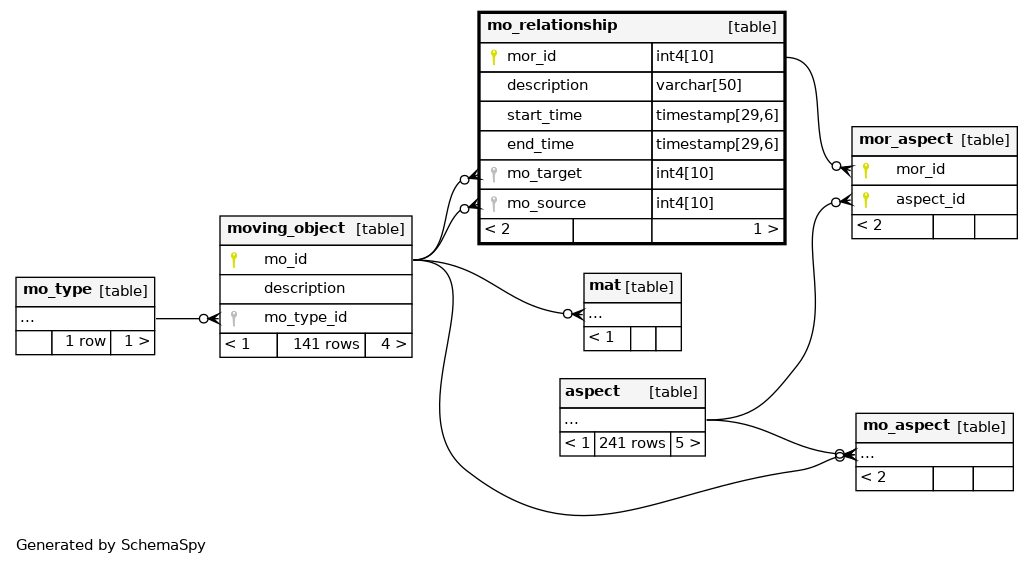 mo_relationship [table]
mor_id int4[10]
description varchar[50]
start_time timestamp[29,6]
end_time timestamp[29,6]
mo_target int4[10]
mo_source int4[10]
< 2 1 >
mor_aspect [table]
mor_id
aspect_id
< 2
moving_object [table]
mo_id
description
mo_type_id
< 1 141 rows 4 >
mo_type [table]
...
1 row 1 >
mat [table]
...
< 1
aspect [table]
...
< 1 241 rows 5 >
mo_aspect [table]
...
< 2
Generated by SchemaSpy